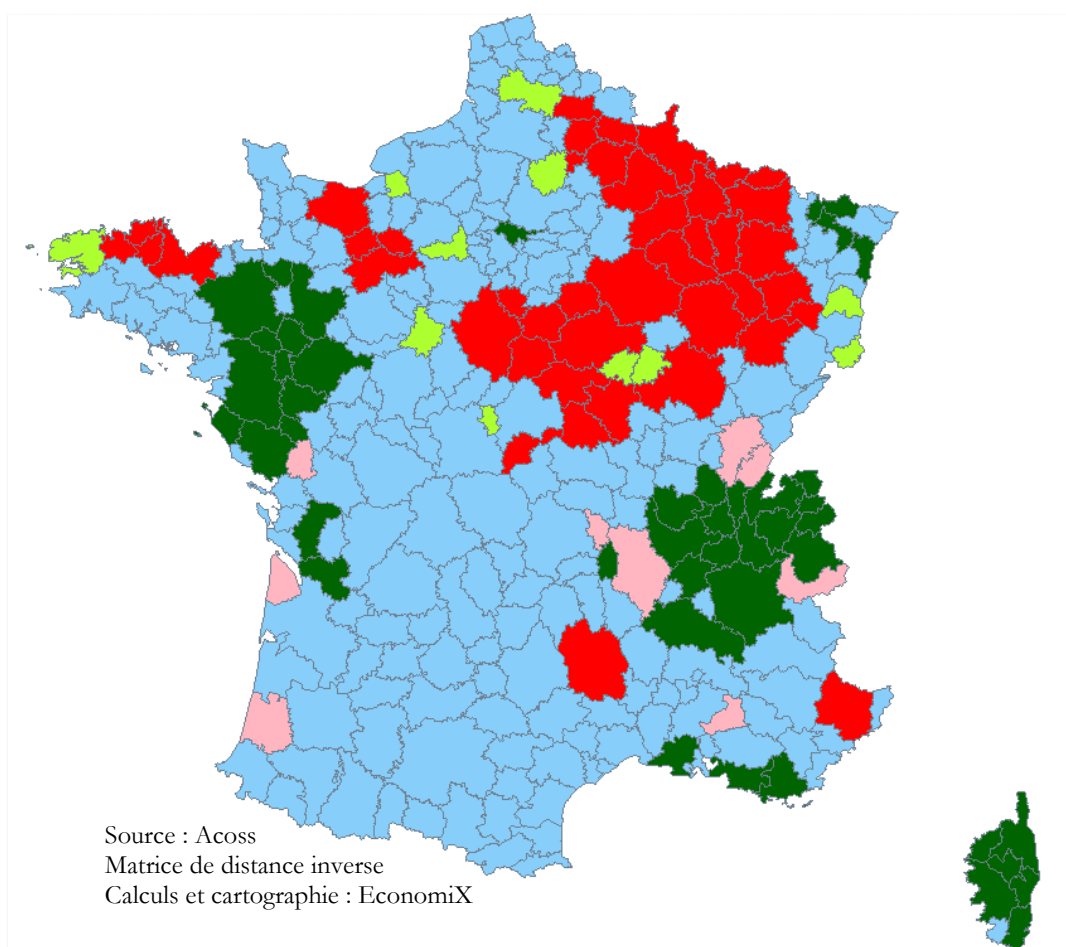 Source : Acoss
Matrice de distance inverse
Calculs et cartographie : EconomiX